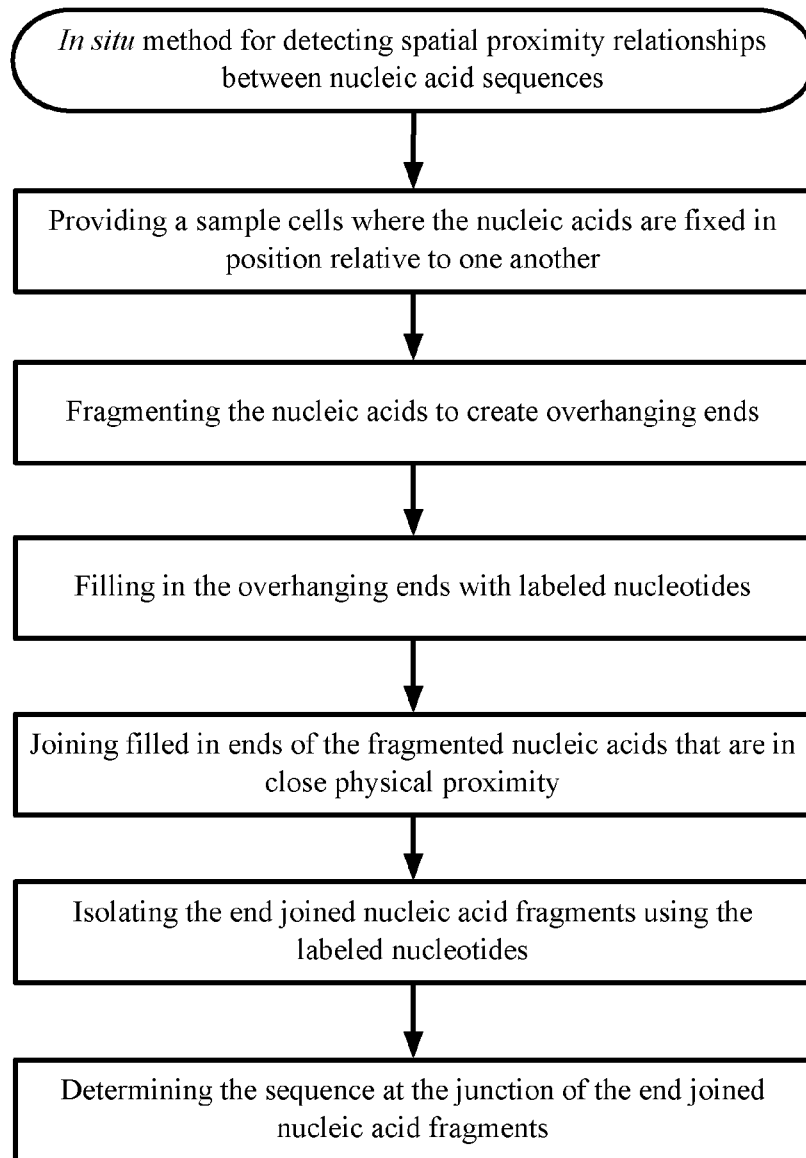 In situ method for detecting spatial proximity relationships
between nucleic acid sequences
Providing a sample cells where the nucleic acids are fixed in
position relative to one another
Fragmenting the nucleic acids to create overhanging ends
Filling in the overhanging ends with labeled nucleotides
Joining filled in ends of the fragmented nucleic acids that are in
close physical proximity
Isolating the end joined nucleic acid fragments using the
labeled nucleotides
Determining the sequence at the junction of the end joined
nucleic acid fragments